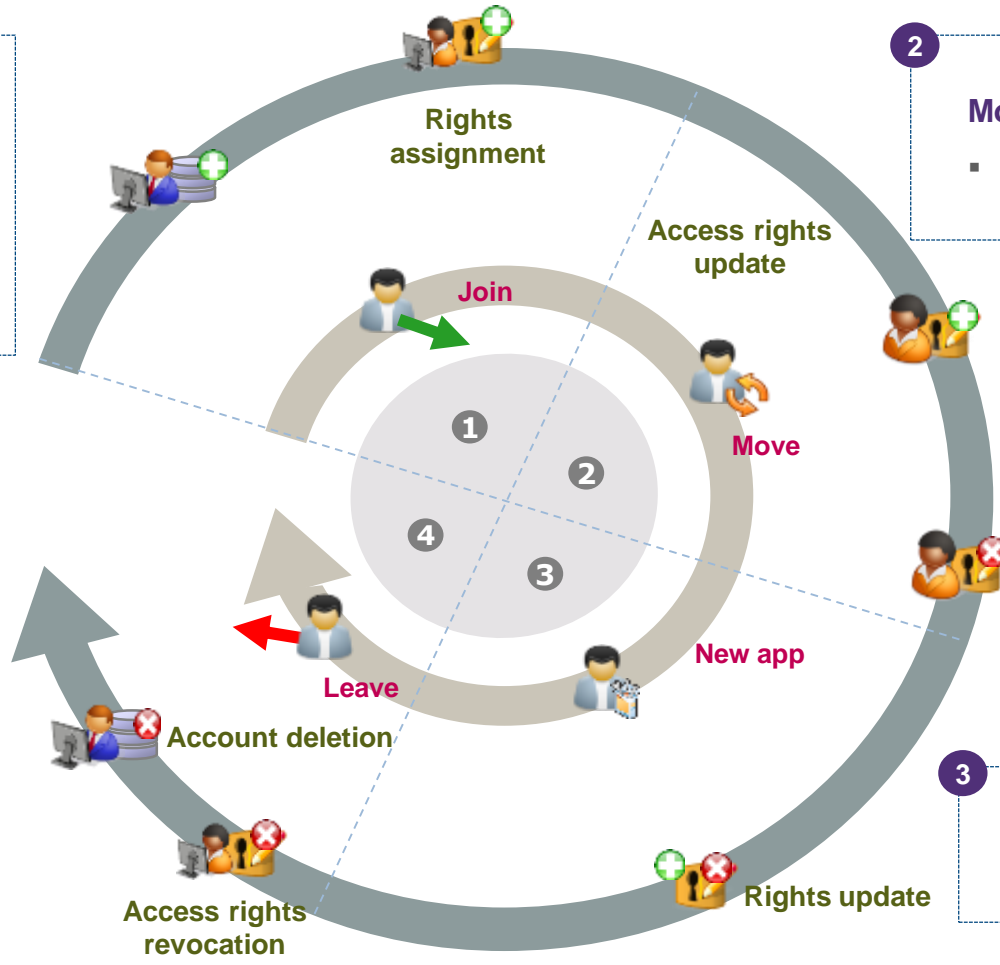 2
Mo
Rights
assignment
Access rights
update
Join
1
Move
2
4
3
New app
Leave
Account deletion
3
Rights update
Access rights
revocation